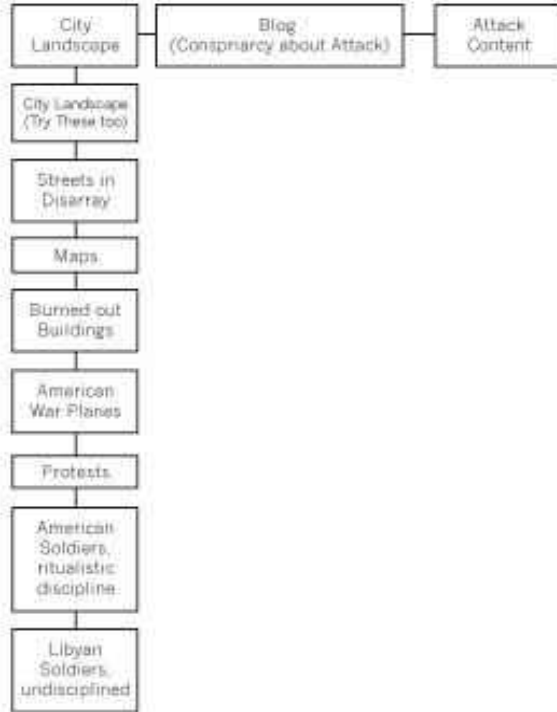 City
Landscape
Blog
(Conspriarcy about Attack)
Attack
Content
City Landscape
(Try These too)
Streets in
Disarray
Maps
Burned out
Buildings
American
War Planes
Protests
American
Soldiers,
ritualistic
discipline
Libyan
Soldiers,
undisciplined